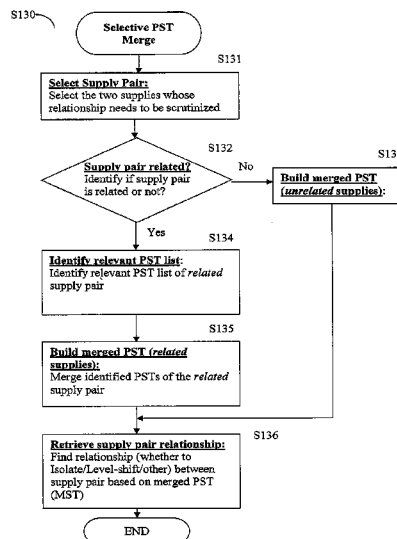 S130
Selective PST
Merge
S131
Select Supply Pair:
Select the two supplies whose
relationship needs to be scrutinized
S132
Supply pair related?
Identify if supply pair
is related or not?
No
S13
Build merged PST
(unrelated supplies):
Yes
S134
Identify relevant PST list:
Identify relevant PST list of related
supply pair
S135
Build merged PST (related
supplies):
Merge identified PSTs of the related
supply pair
S136
Retrieve supply pair relationship:
Find relationship (whether to
Isolate/Level-shift/other) between
supply pair based on merged PST
(MST)
END